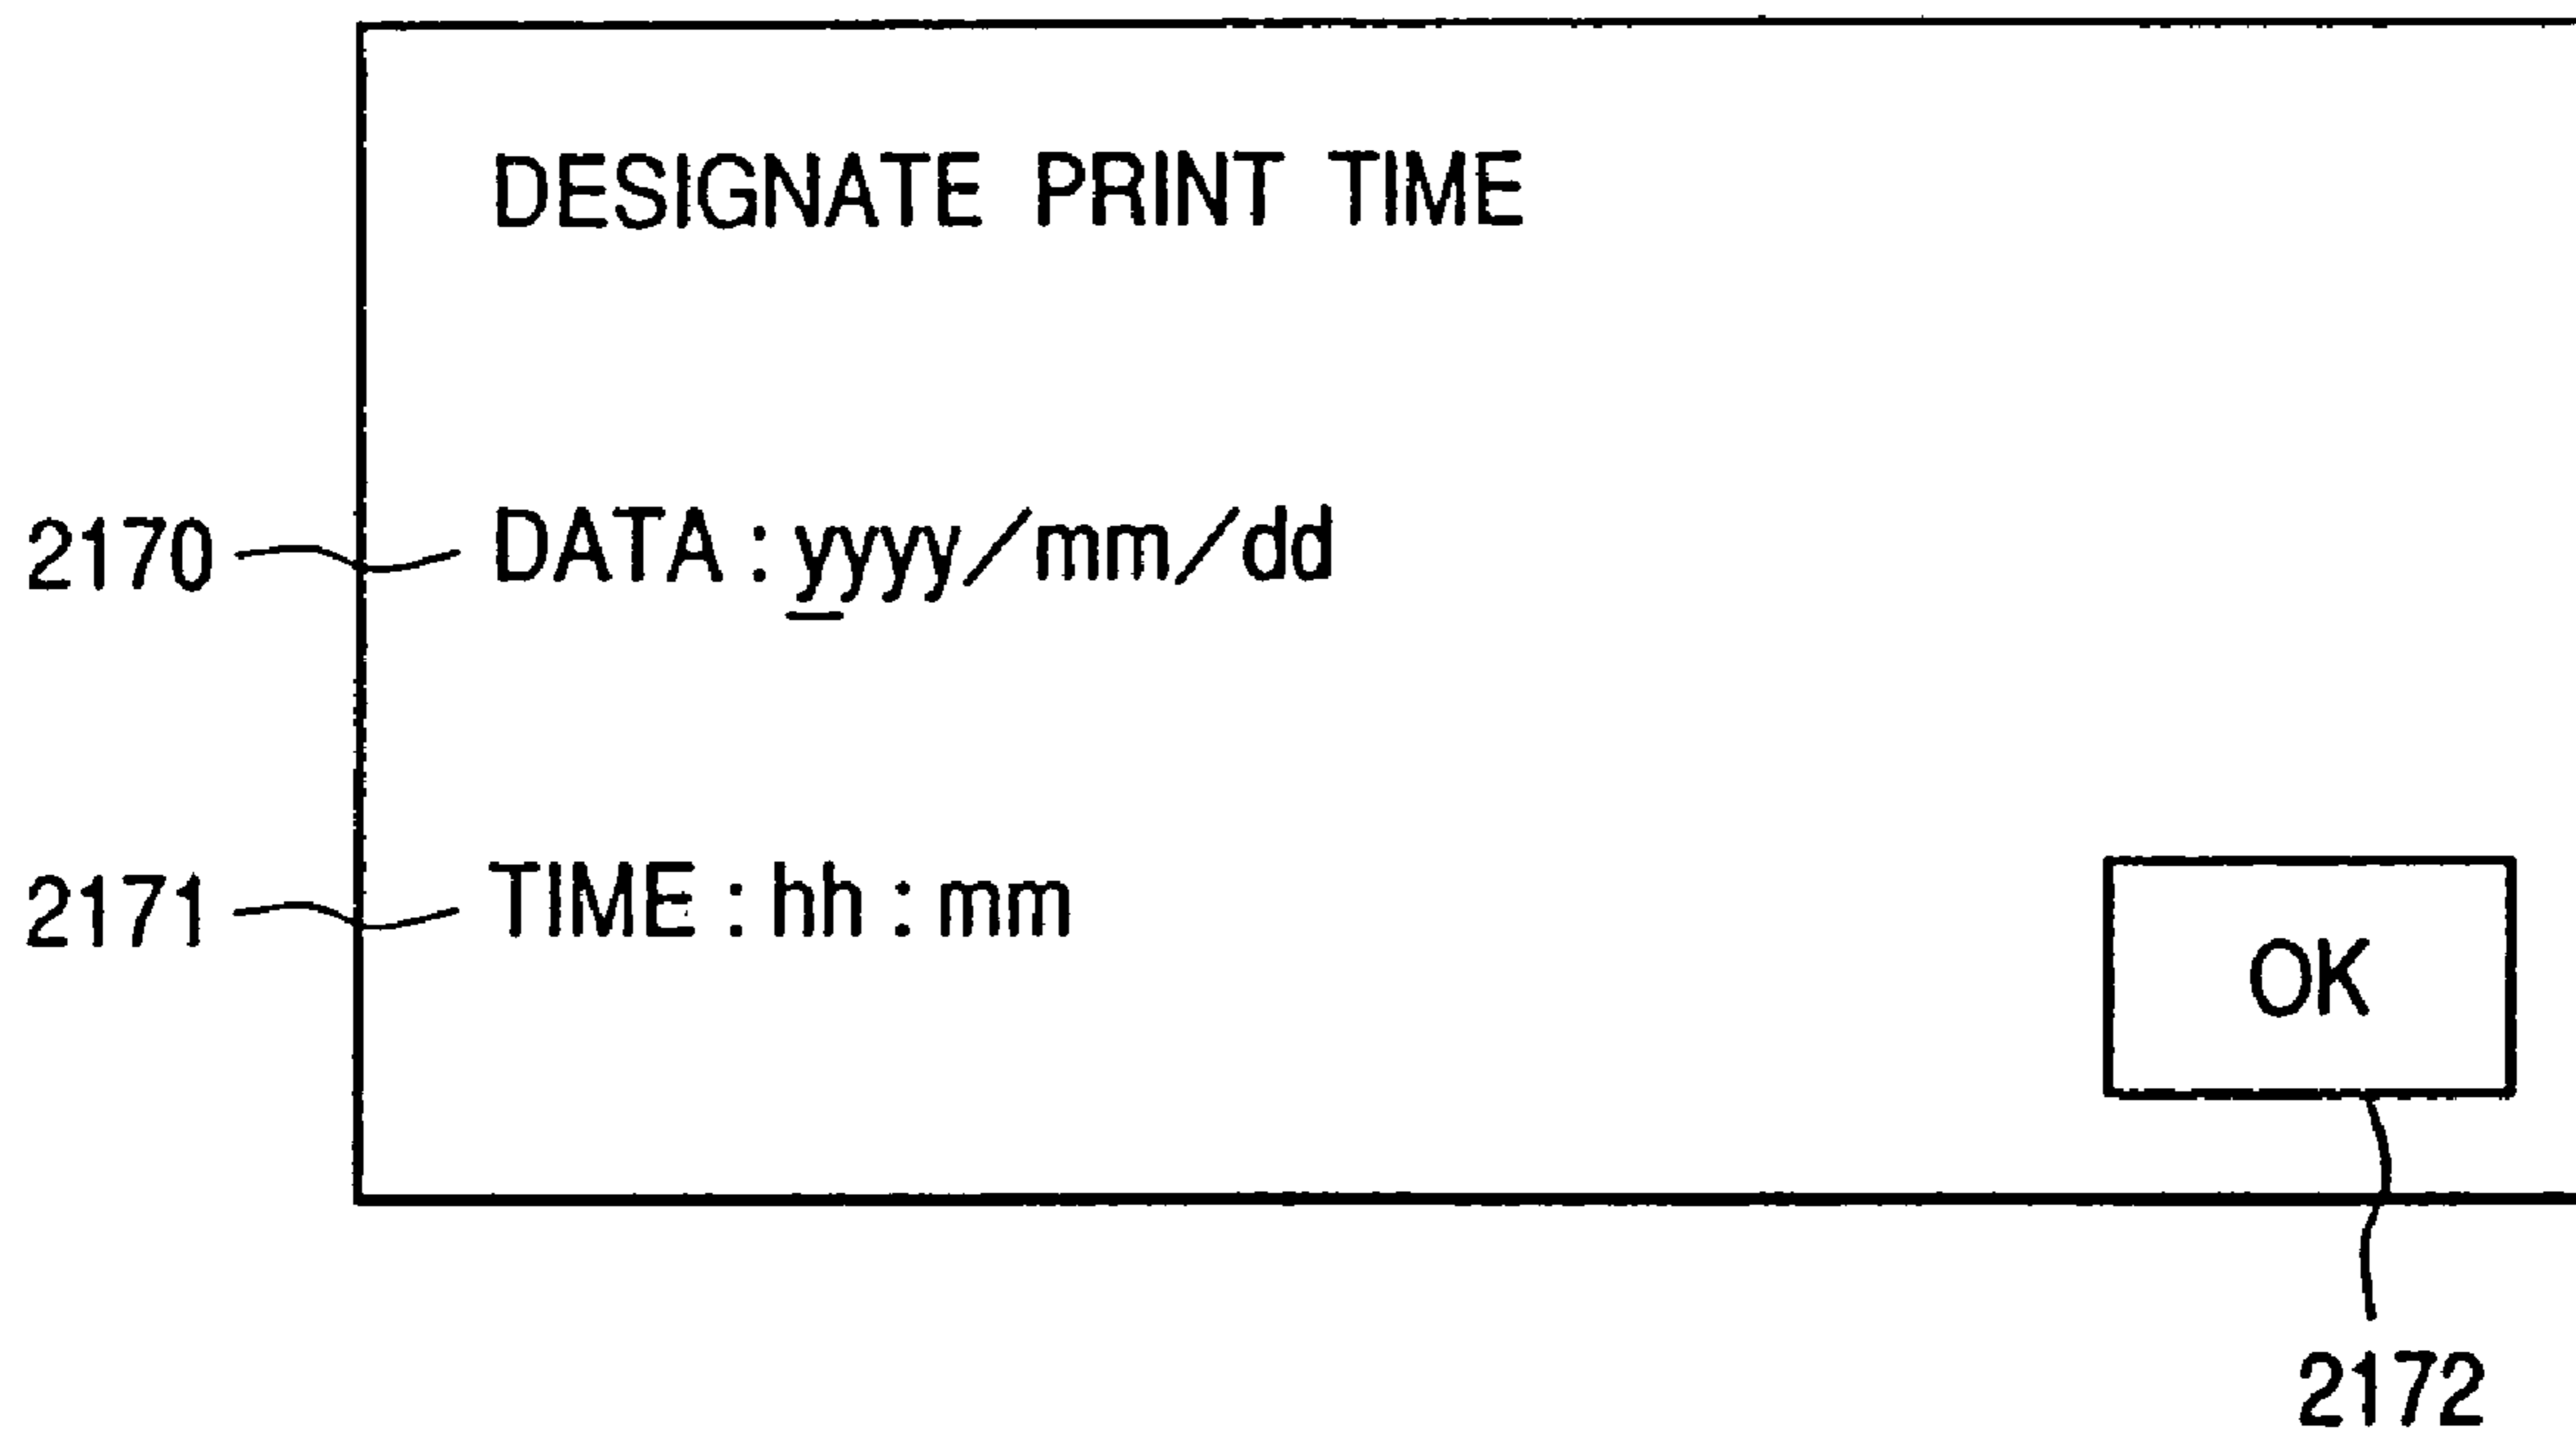 DESIGNATE PRINT TIME
2170 DATA : yyyy/mm/dd
2171 TIME : hh : mm
OK
2172